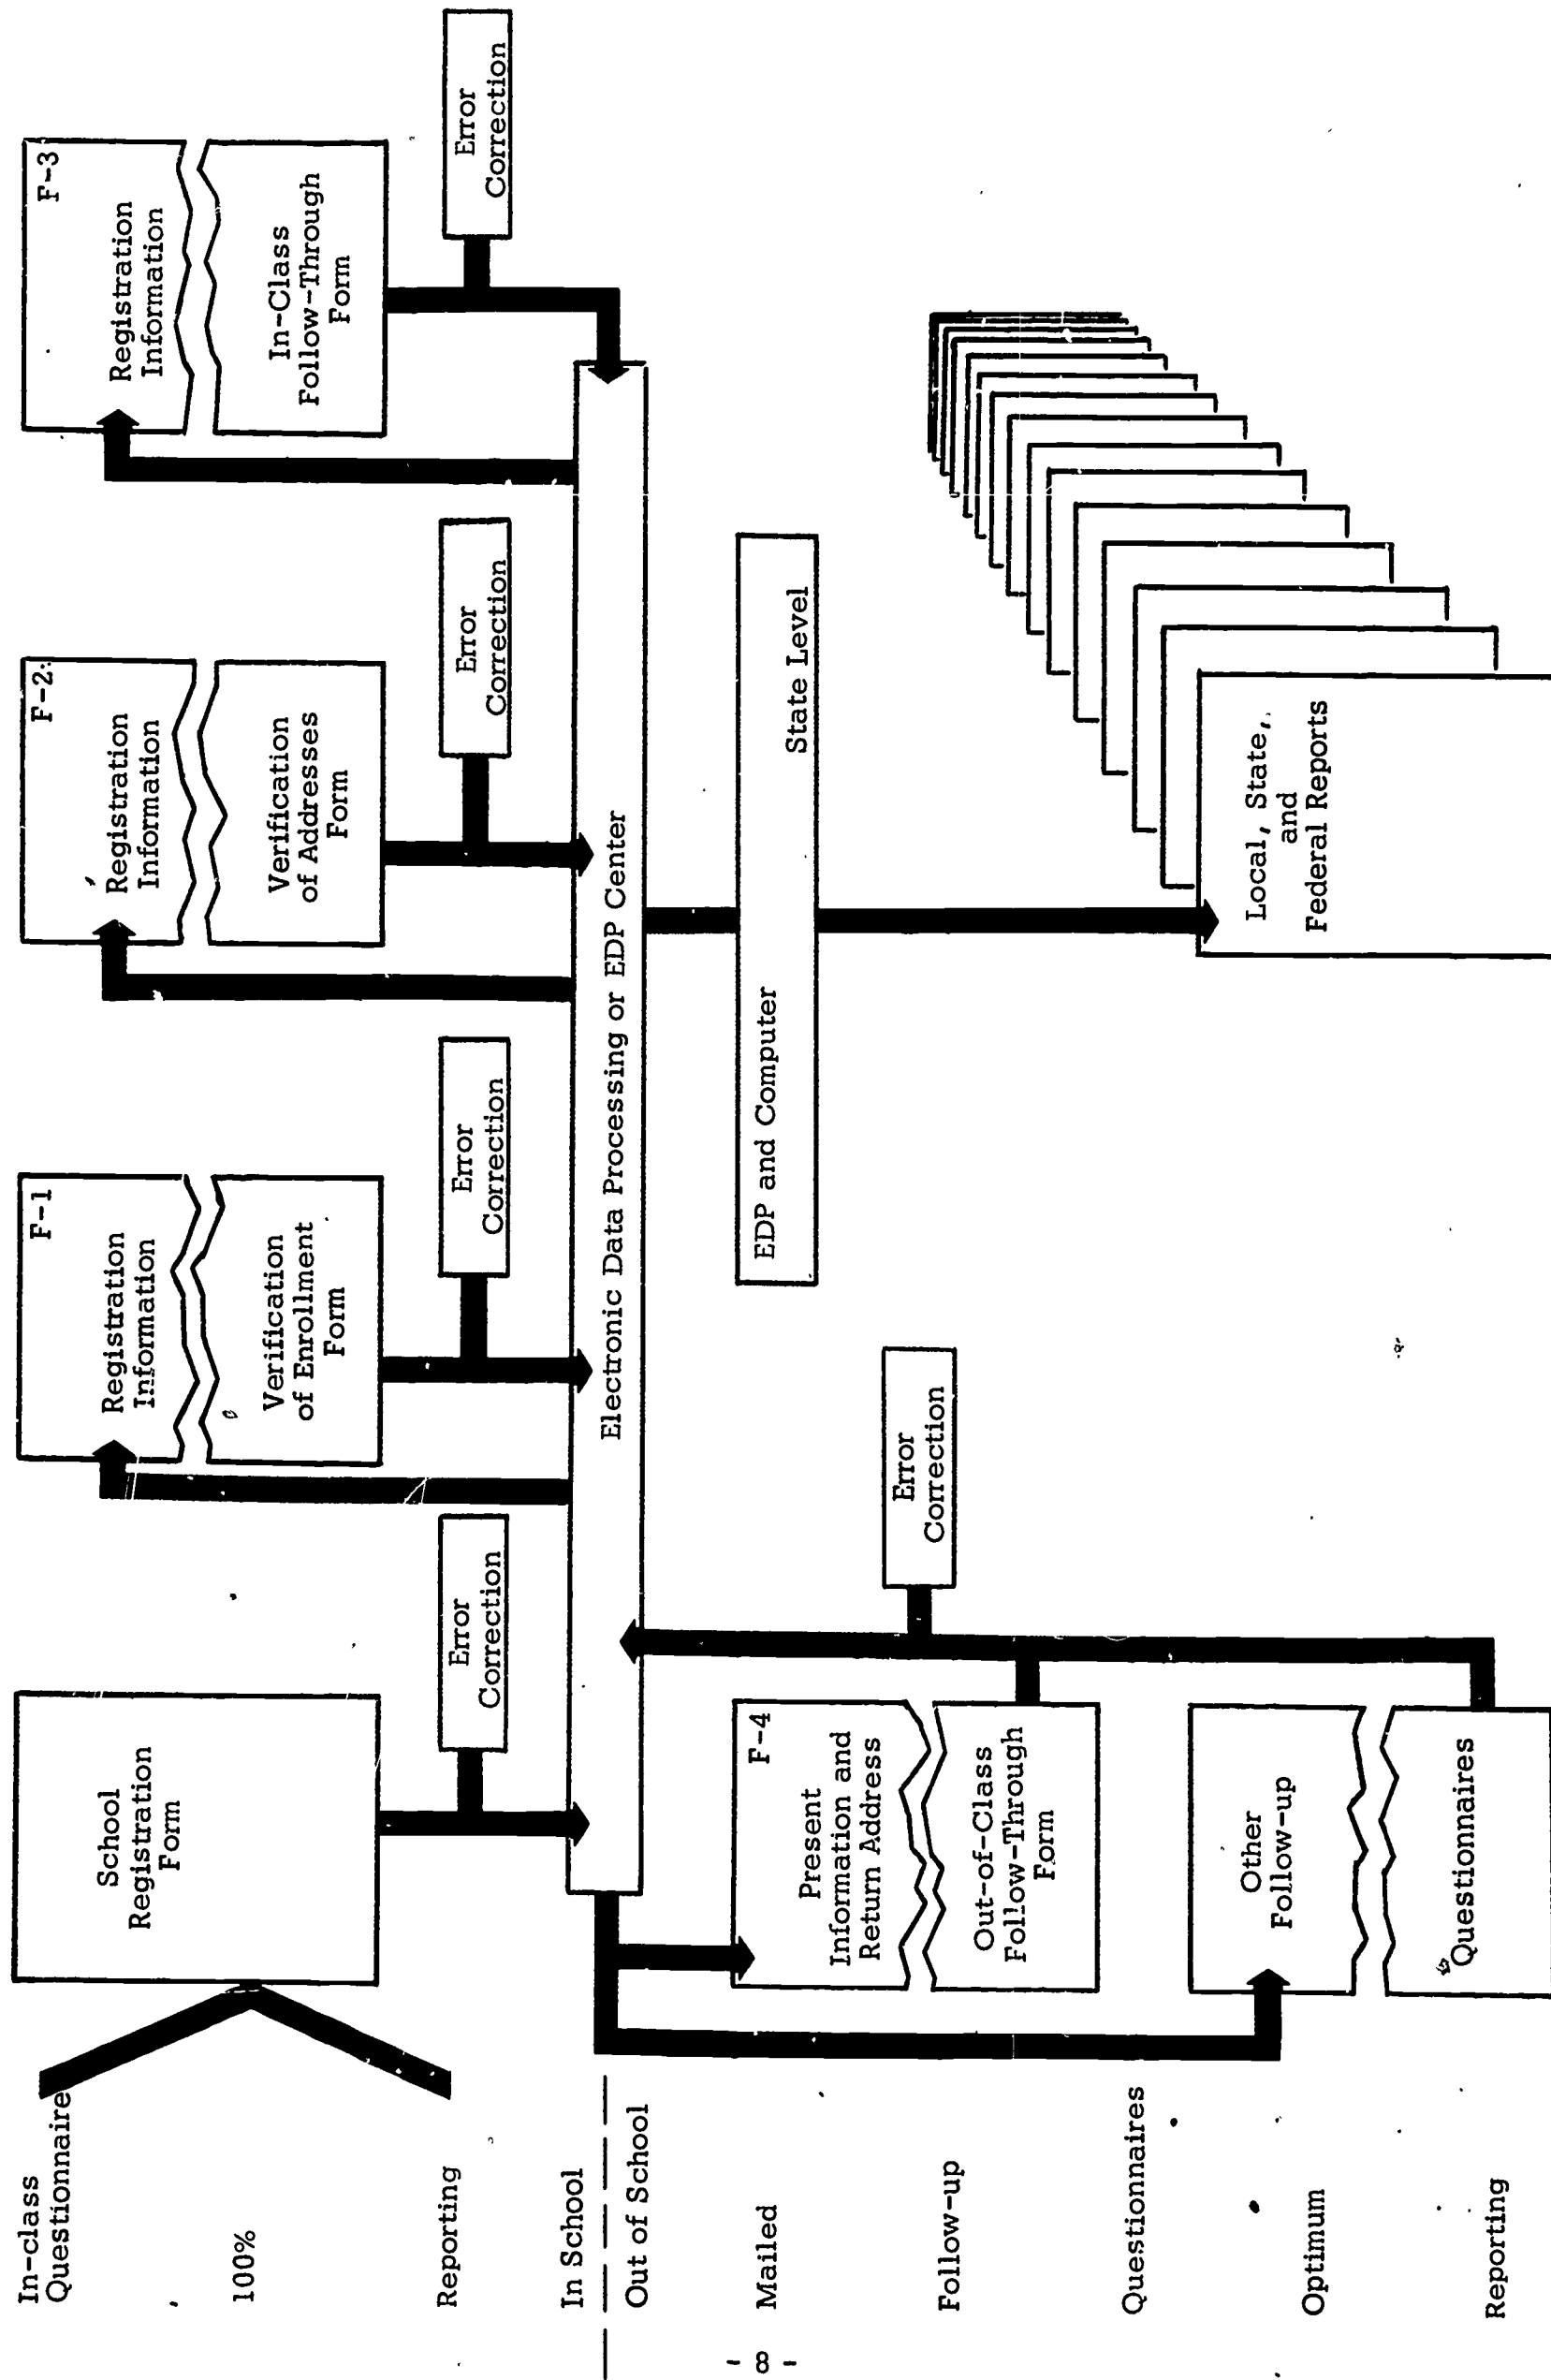 In-class
Questionnaire
100%
Reporting
In School
Out of School
Mailed
Follow-up
Questionnaires
Optimum
Reporting
School
Registration
Form
Error
Correction
F-1
Registration
Information
Verification
of Enrollment
Form
Error
Correction
F-2
Registration
Information
Verification
of Addresses
Form
Error
Correction
F-3
Registration
Information
In-Class
Follow-Through
Form
Error
Correction
Electronic Data Processing or EDP Center
EDP and Computer
State Level
F-4
Present
Information and
Return Address
Out-of-Class
Follow-Through
Form
Error
Correction
Other
Follow-up
Questionnaires
Local, State,
and
Federal Reports
- 8 -